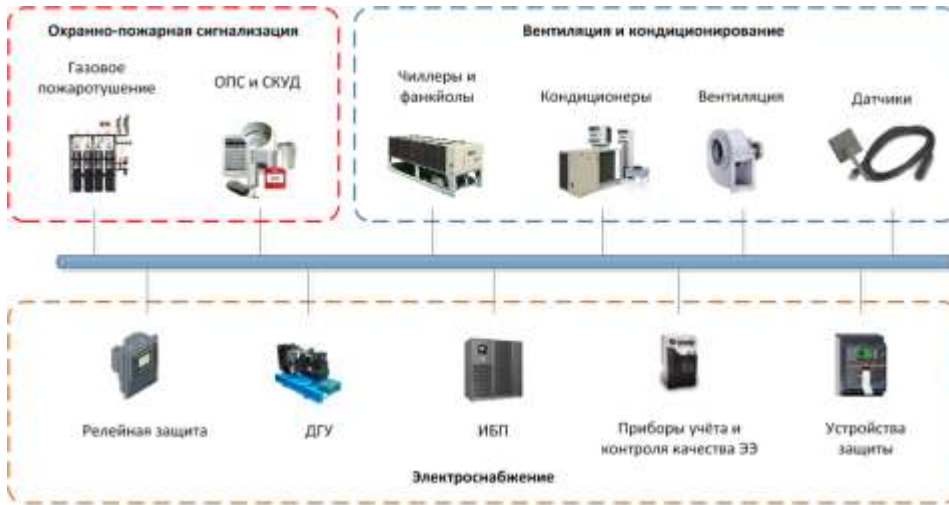 Охранно-пожарная сигнализация
Газовое
пожаротушение
ОПС и СКУД
Вентиляция и кондиционирование
Чиллеры и
фанкйолы
Кондиционеры
Вентиляция
Датчики
Релейная защита
ДГУ
ИБП
Приборы учёта и
контроля качества ЭЭ
Устройства
защиты
Электроснабжение